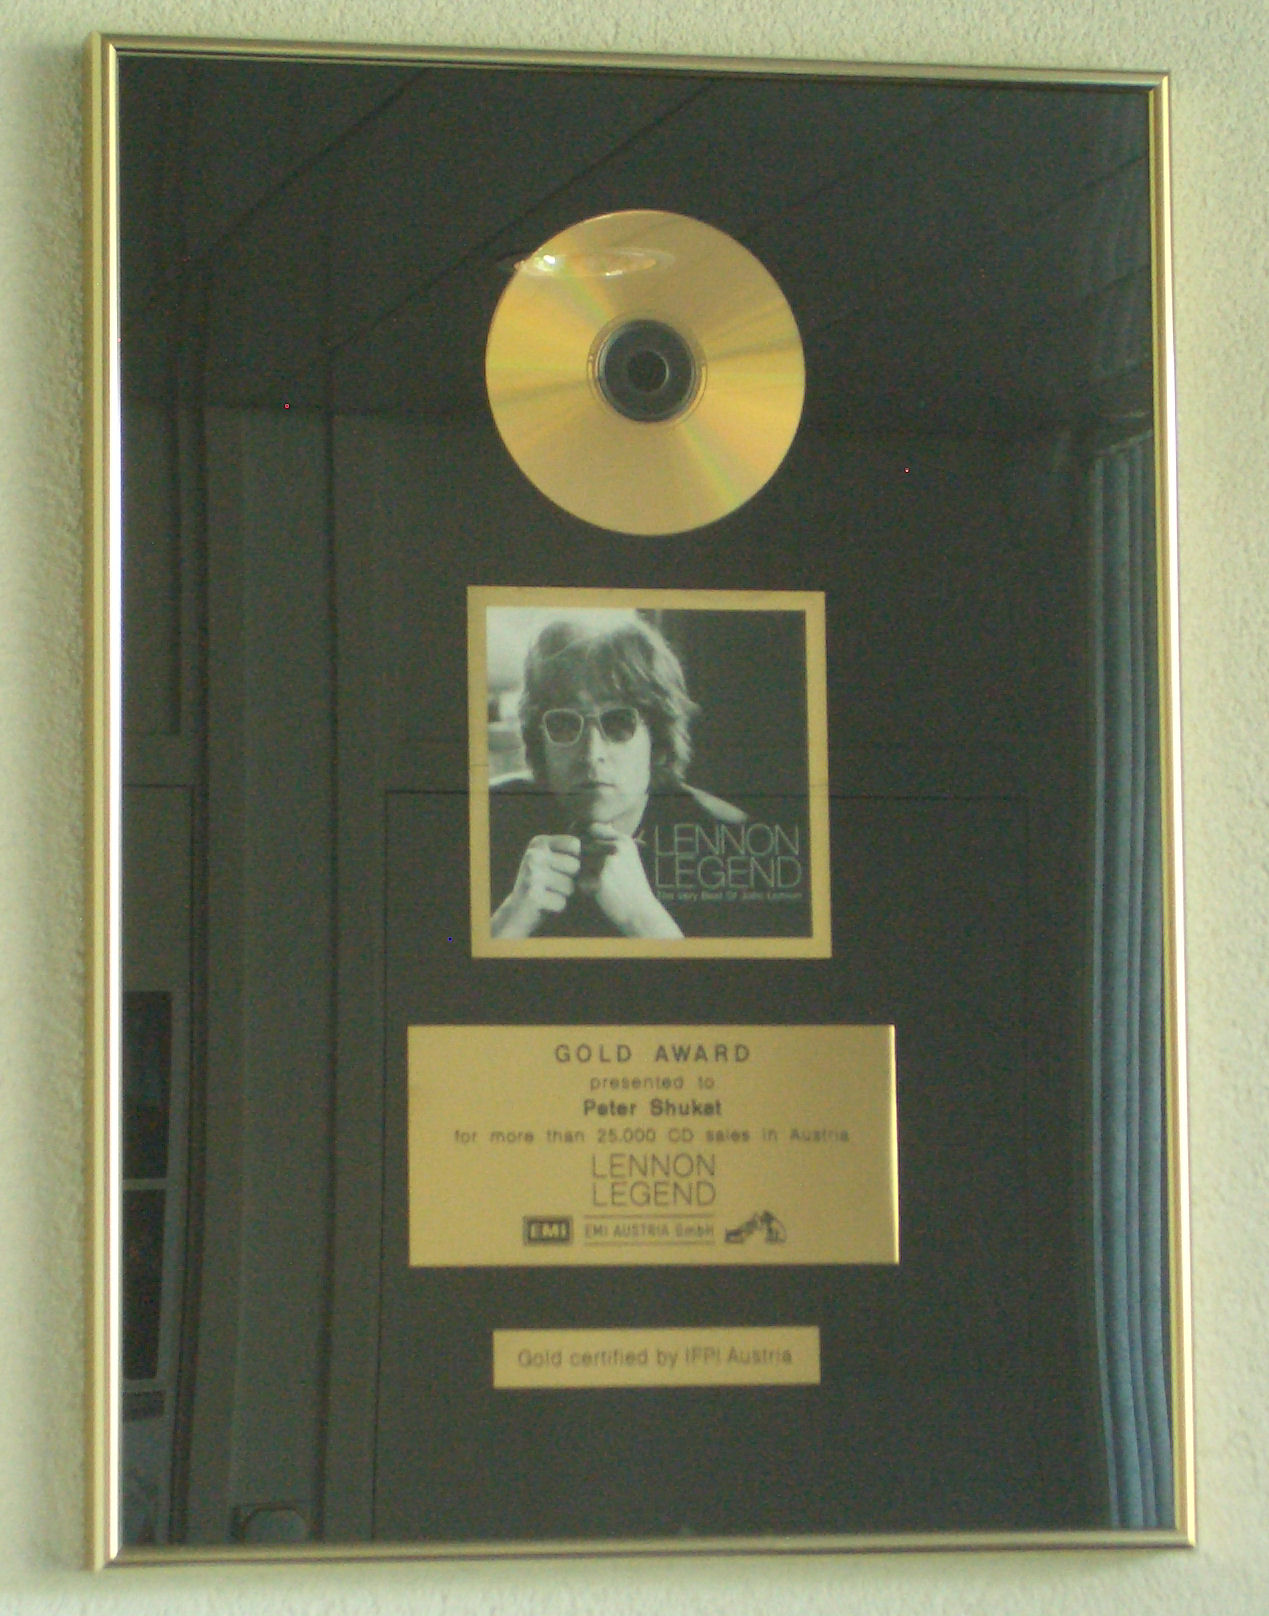 LENNON
LEGEND
The Very Best Of John Lennon
GOLD AWARD
presented to
Peter Shukat
for more than 25.000 CD sales in Austria
LENNON
LEGEND
EMI EMI AUSTRIA GmbH
Gold certified by IFPI Austria